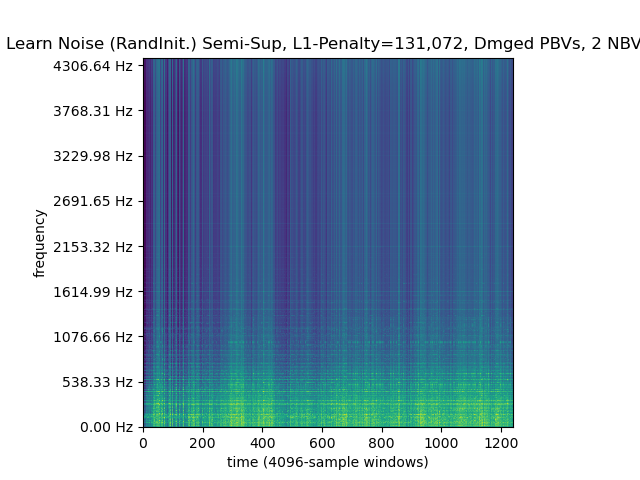 Learn Noise (RandInit.) Semi-Sup, L1-Penalty=131,072, Dmged PBVs, 2 NBV
4306.64 Hz
3768.31 Hz
3229.98 Hz
2691.65 Hz
2153.32 Hz
1614.99 Hz
1076.66 Hz
538.33 Hz
0.00 Hz
frequency
0 200 400 600 800 1000 1200
time (4096-sample windows)